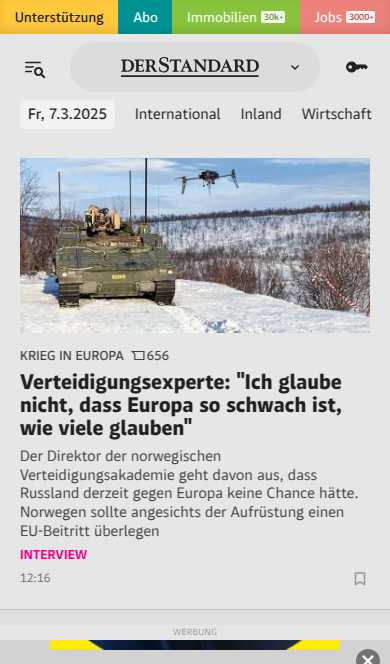 Unterstützung Abo Immobilien 30k+ Jobs 3000+
DERSTANDARD
Fr, 7.3.2025 International Inland Wirtschaft
KRIEG IN EUROPA 656
Verteidigungsexperte: "Ich glaube
nicht, dass Europa so schwach ist,
wie viele glauben"
Der Direktor der norwegischen
Verteidigungsakademie geht davon aus, dass
Russland derzeit gegen Europa keine Chance hätte.
Norwegen sollte angesichts der Aufrüstung einen
EU-Beitritt überlegen
INTERVIEW
12:16
WERBUNG